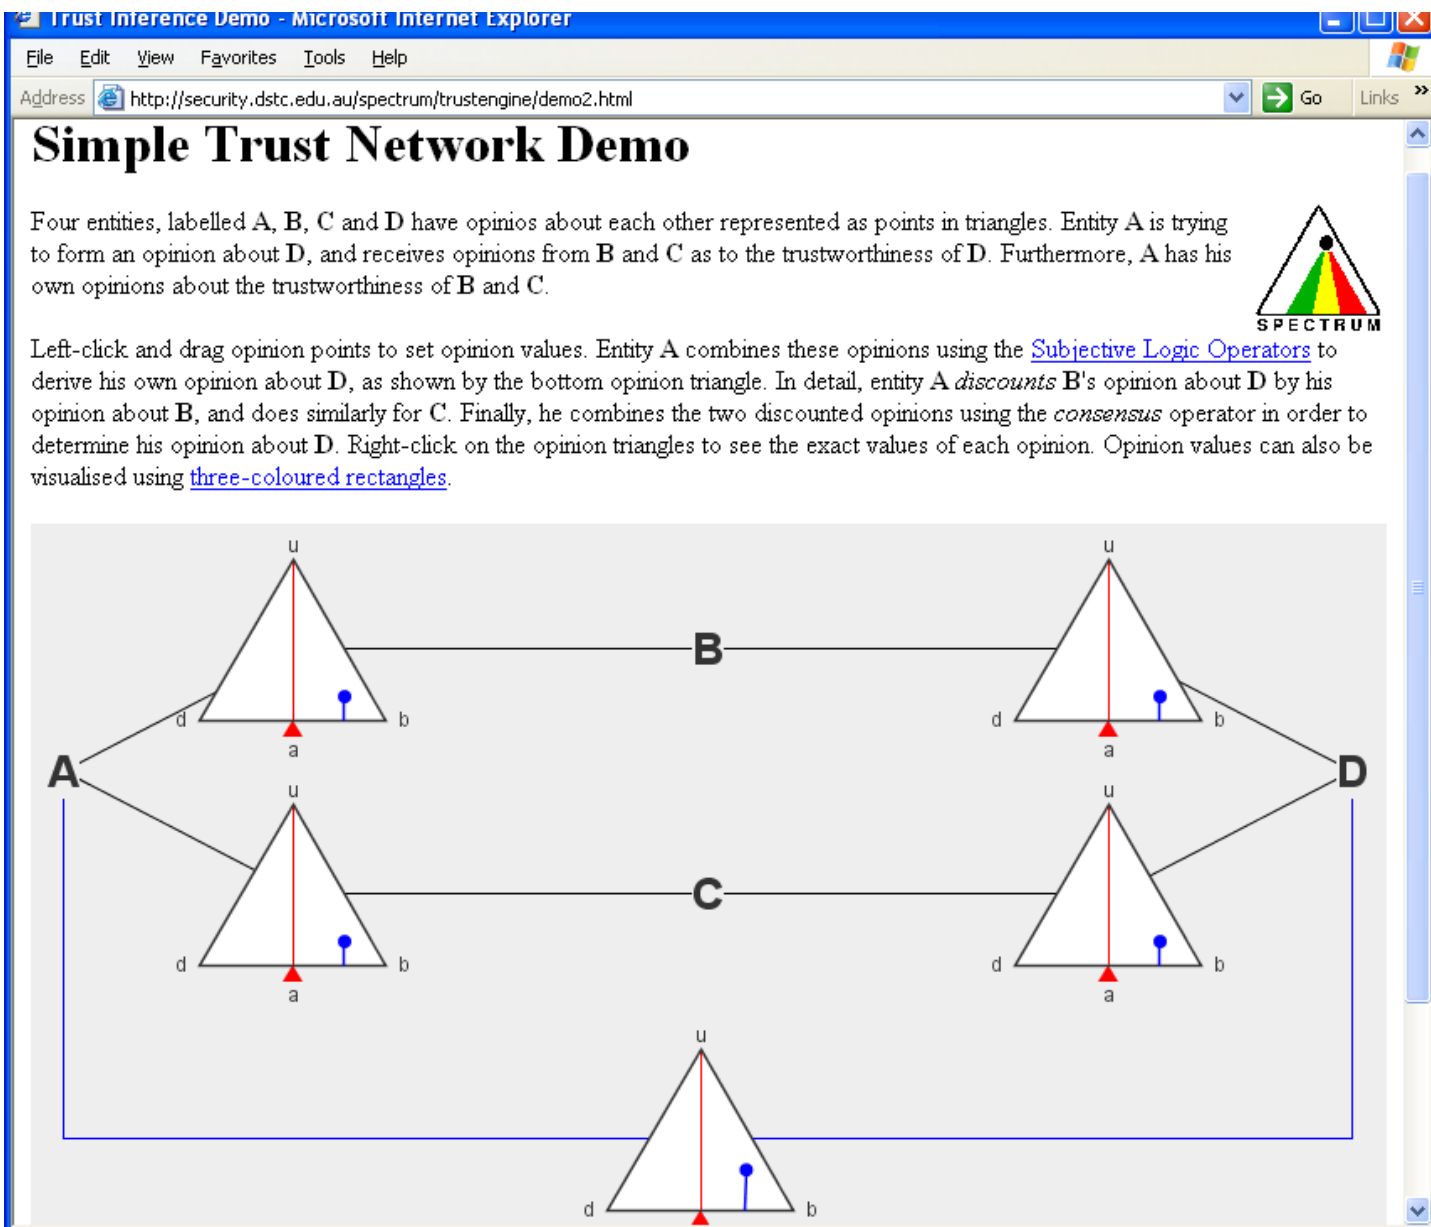 Trust Inference Demo - Microsoft Internet Explorer
File Edit View Favorites Tools Help
Address http://security.dstc.edu.au/spectrum/trustengine/demo2.html Go Links »
Simple Trust Network Demo
Four entities, labelled A, B, C and D have opinios about each other represented as points in triangles. Entity A is trying
to form an opinion about D, and receives opinions from B and C as to the trustworthiness of D. Furthermore, A has his
own opinions about the trustworthiness of B and C.
SPECTRUM
Left-click and drag opinion points to set opinion values. Entity A combines these opinions using the Subjective Logic Operators to
derive his own opinion about D, as shown by the bottom opinion triangle. In detail, entity A discounts B's opinion about D by his
opinion about B, and does similarly for C. Finally, he combines the two discounted opinions using the consensus operator in order to
determine his opinion about D. Right-click on the opinion triangles to see the exact values of each opinion. Opinion values can also be
visualised using three-coloured rectangles.
u u
B
d b d b
a a
A D
u u
C
d b d b
a a
u
d b